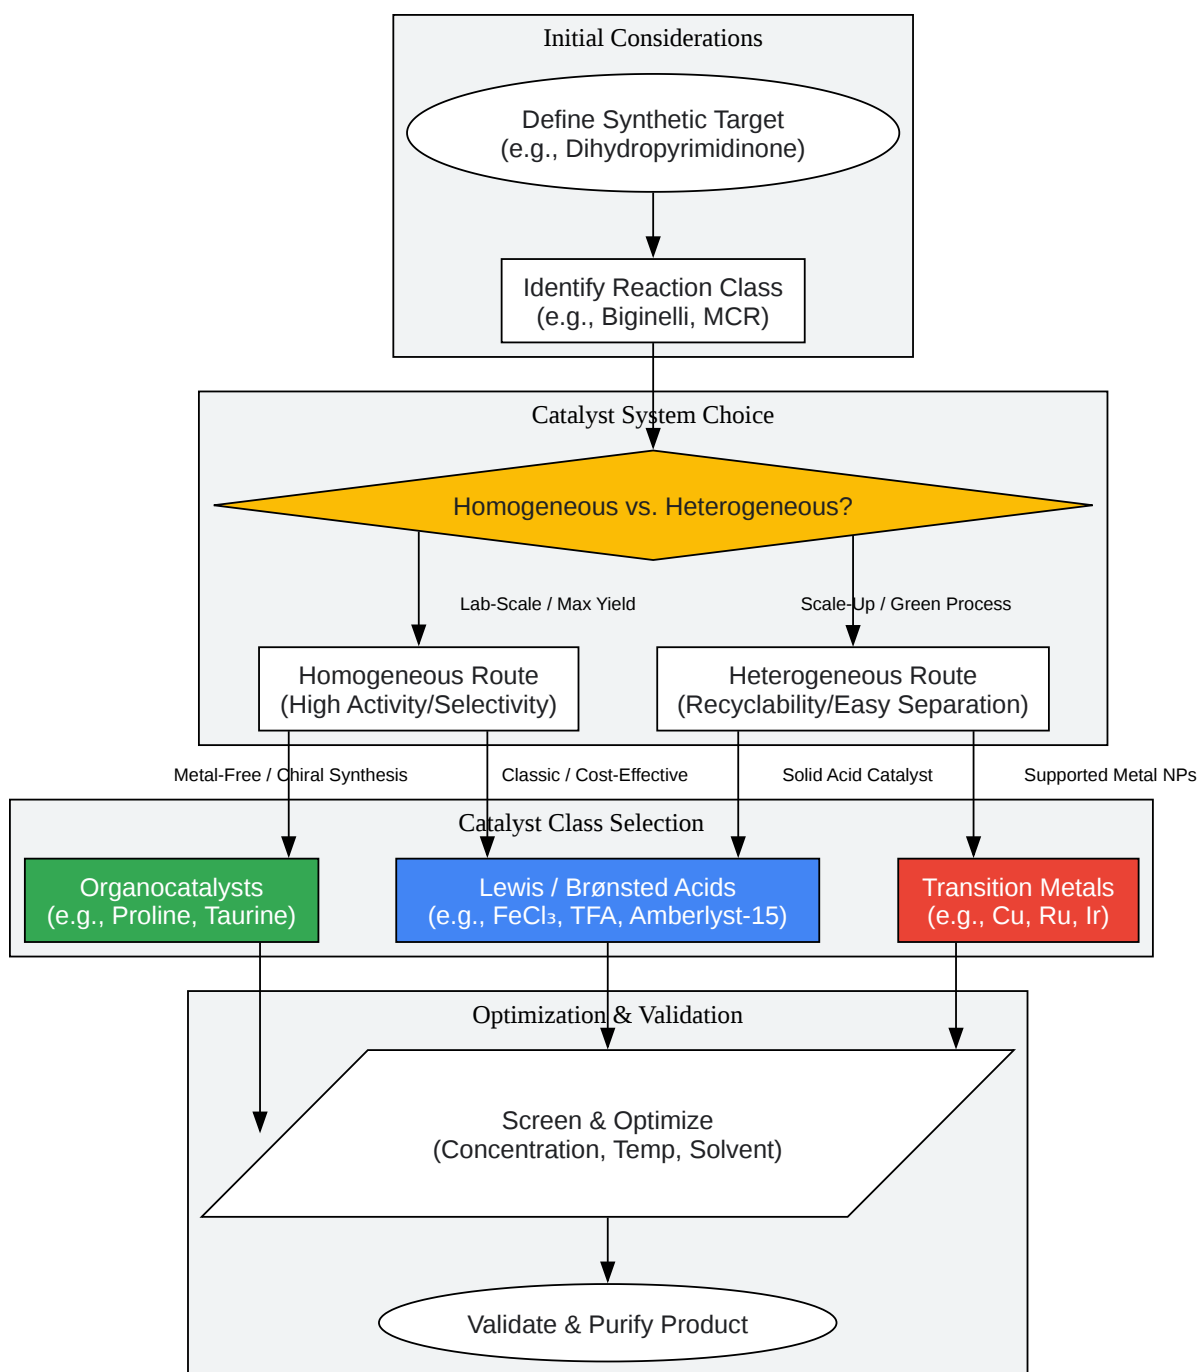 Initial Considerations
Define Synthetic Target
(e.g., Dihydropyrimidinone)
Identify Reaction Class
(e.g., Biginelli, MCR)
Catalyst System Choice
Homogeneous vs. Heterogeneous?
Lab-Scale / Max Yield
Scale-Up / Green Process
Homogeneous Route
(High Activity/Selectivity)
Heterogeneous Route
(Recyclability/Easy Separation)
Metal-Free / Chiral Synthesis
Classic / Cost-Effective
Solid Acid Catalyst
Supported Metal NPs
Catalyst Class Selection
Organocatalysts
(e.g., Proline, Taurine)
Lewis / Brønsted Acids
(e.g., FeCl₃, TFA, Amberlyst-15)
Transition Metals
(e.g., Cu, Ru, Ir)
Optimization & Validation
Screen & Optimize
(Concentration, Temp, Solvent)
Validate & Purify Product